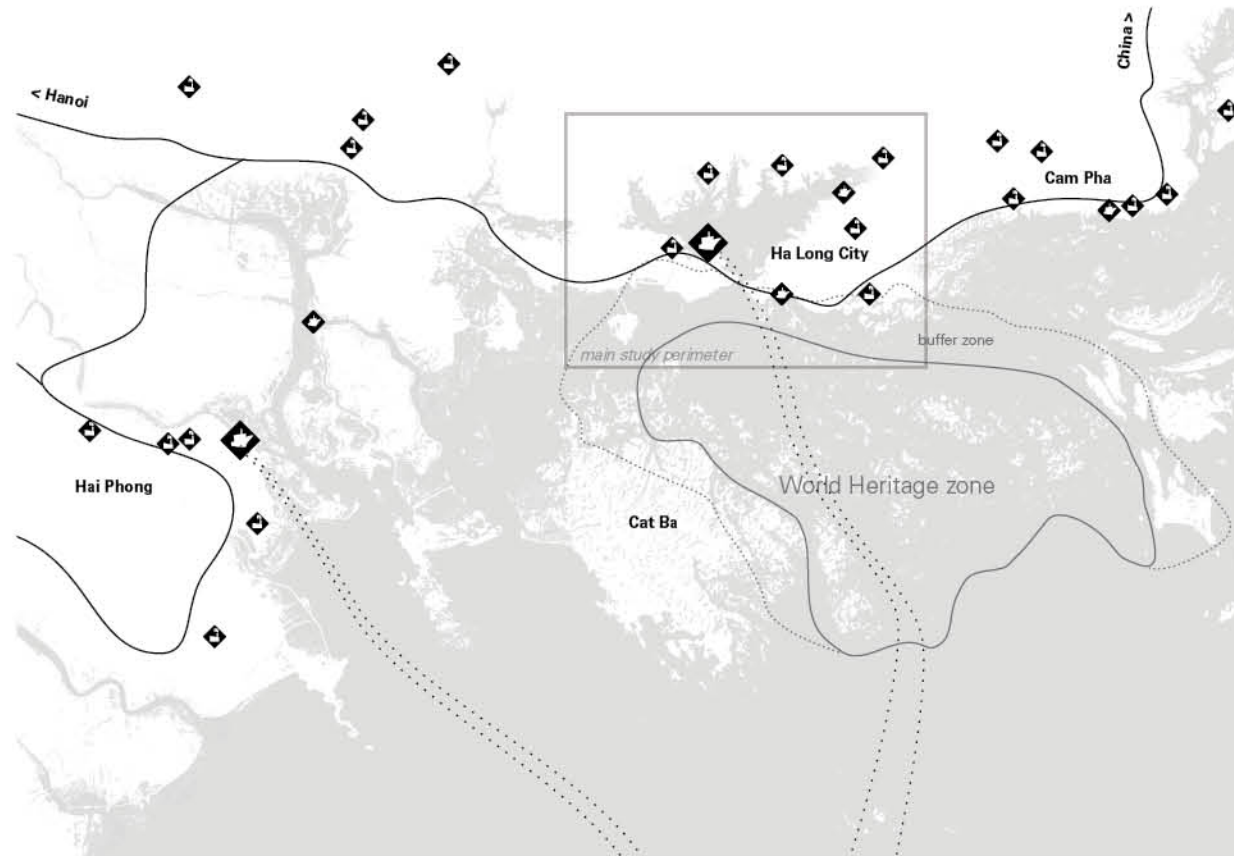 China >
< Hanoi
Cam Pha
Ha Long City
buffer zone
main study perimeter
World Heritage zone
Hai Phong
Cat Ba